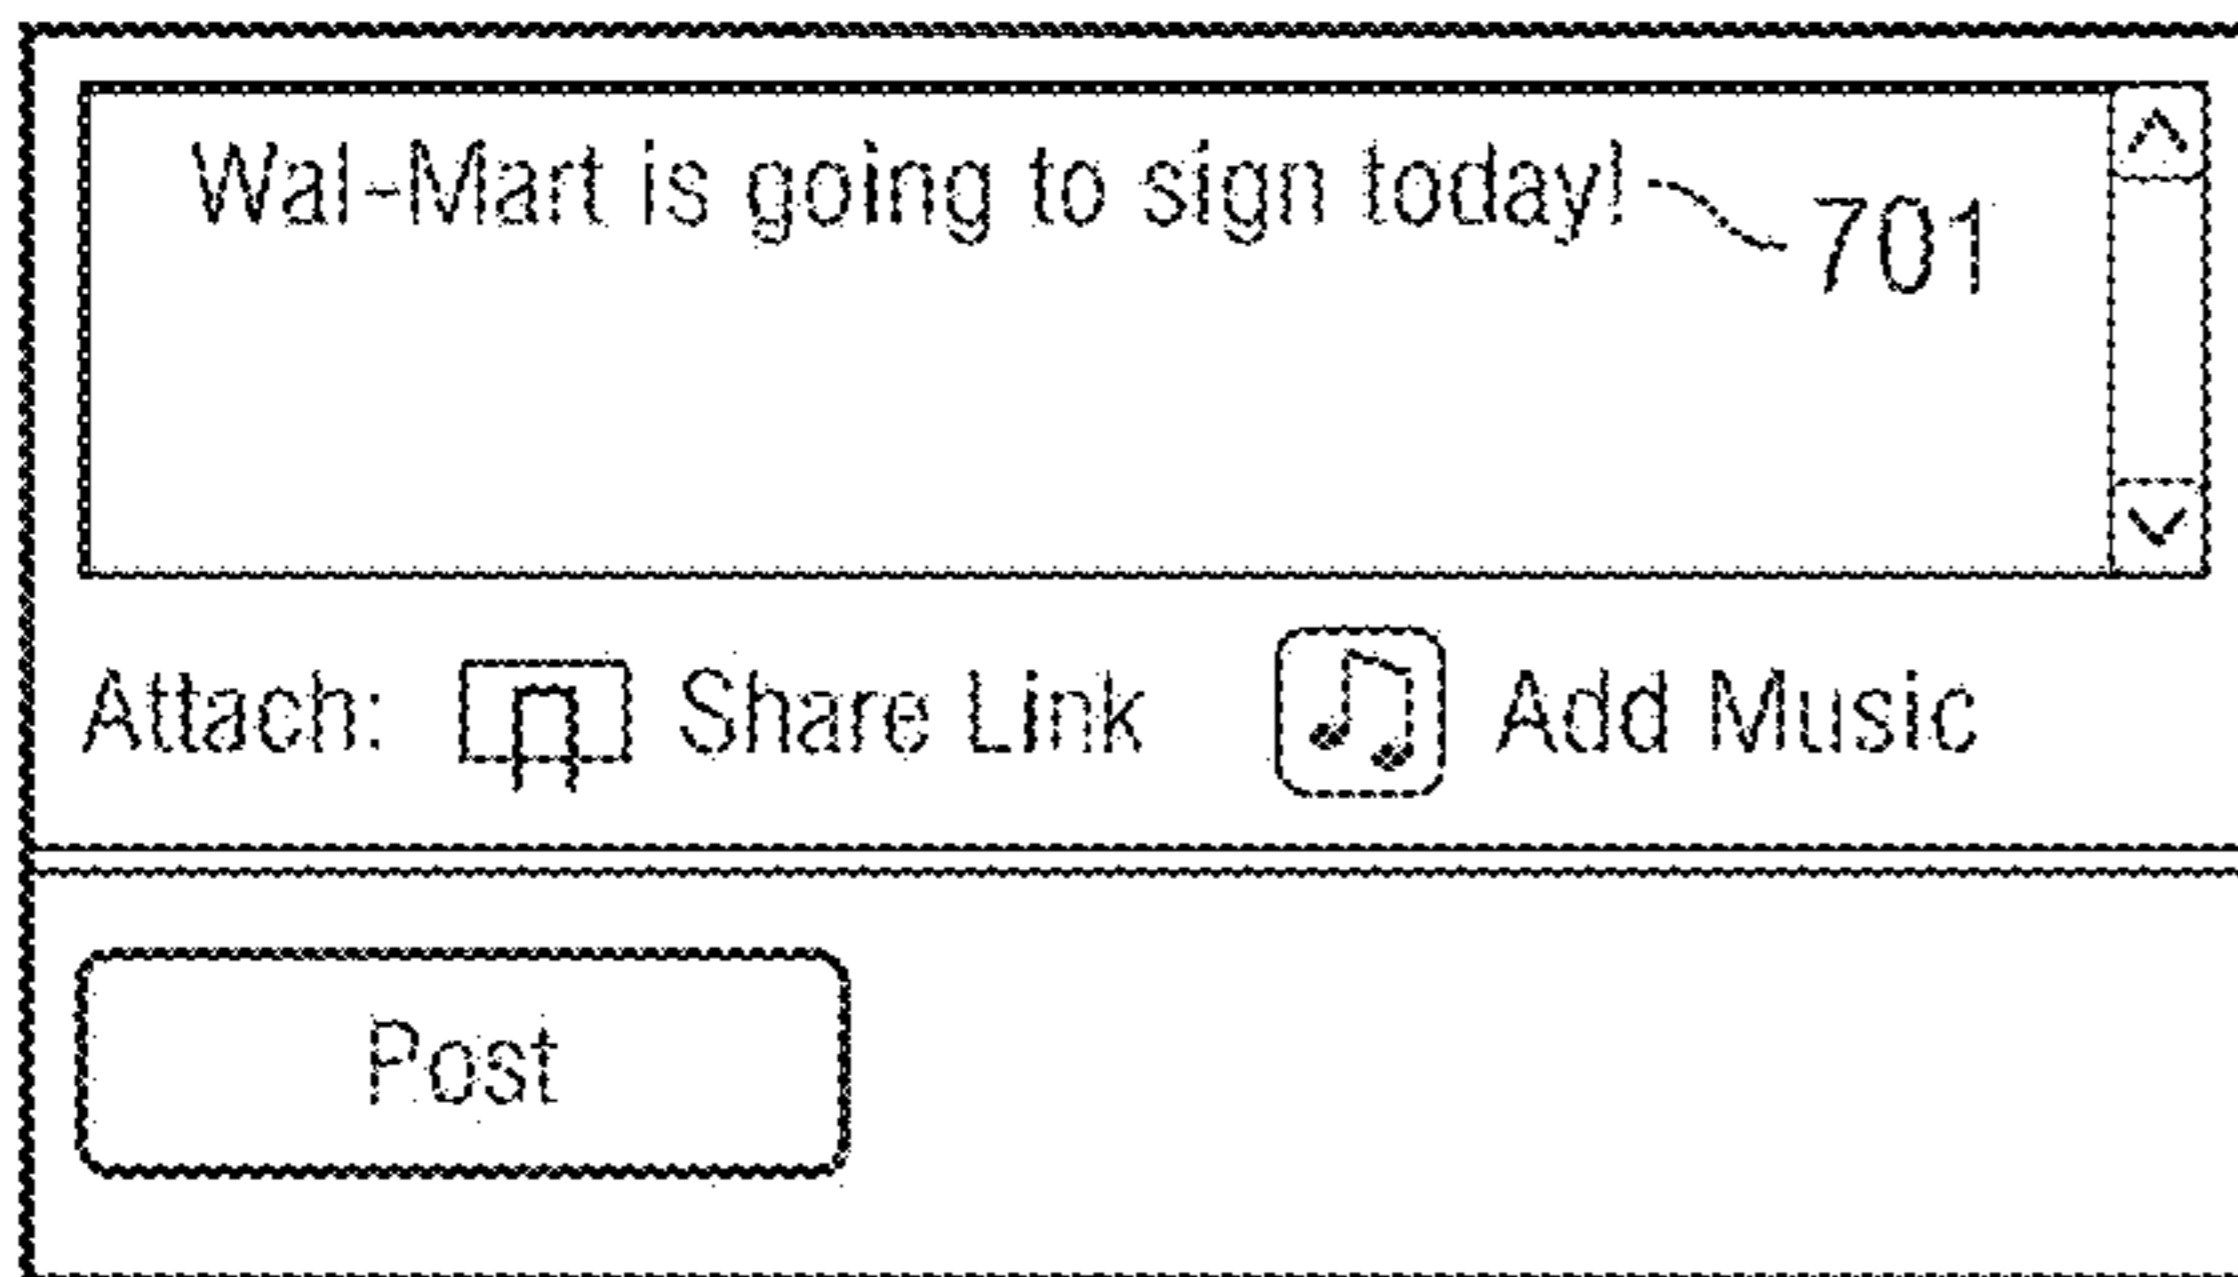 Wal-Mart is going to sign today! 701
Attach: Share Link Add Music
Post